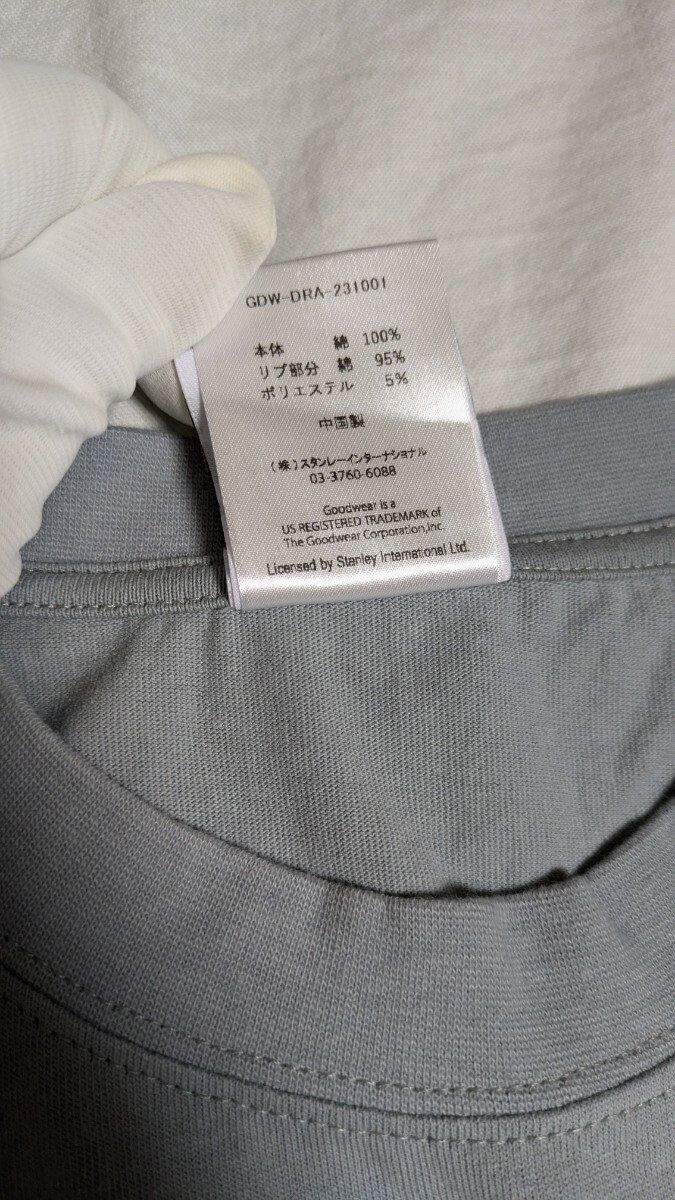 GDW-DRA-231001
本体 綿 100%
リブ部分 綿 95%
ポリエステル 5%
中国製
(株)スタンレーインターナショナル
03-3760-6088
Goodwear is a
US REGISTERED TRADEMARK of
The Goodwear Corporation,Inc.
Licensed by Stanley International Ltd.